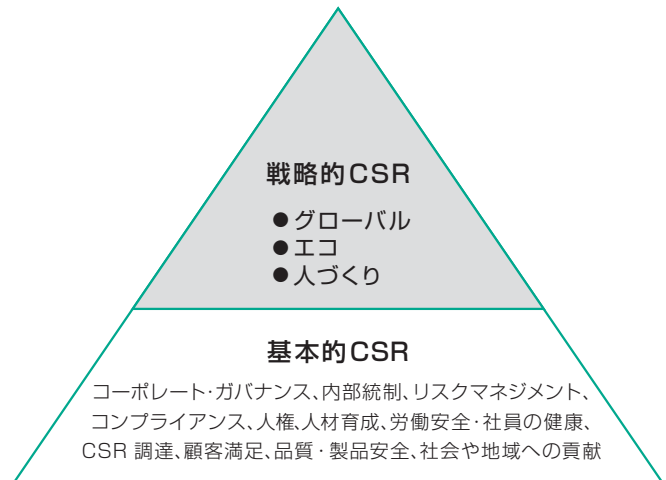 戦略的CSR
●グローバル
●エコ
●人づくり
基本的CSR
コーポレート・ガバナンス、内部統制、リスクマネジメント、
コンプライアンス、人権、人材育成、労働安全・社員の健康、
CSR 調達、顧客満足、品質・製品安全、社会や地域への貢献